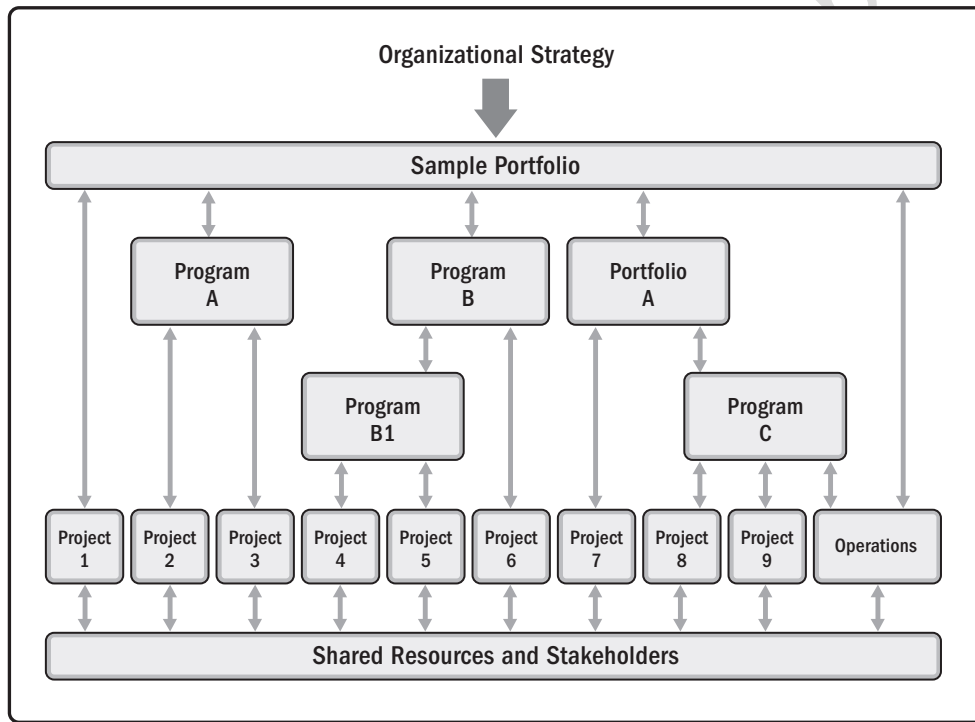 Organizational Strategy
Sample Portfolio
Program
A
Program
B
Portfolio
A
Program
B1
Program
C
Project
1
Project
2
Project
3
Project
4
Project
5
Project
6
Project
7
Project
8
Project
9
Operations
Shared Resources and Stakeholders